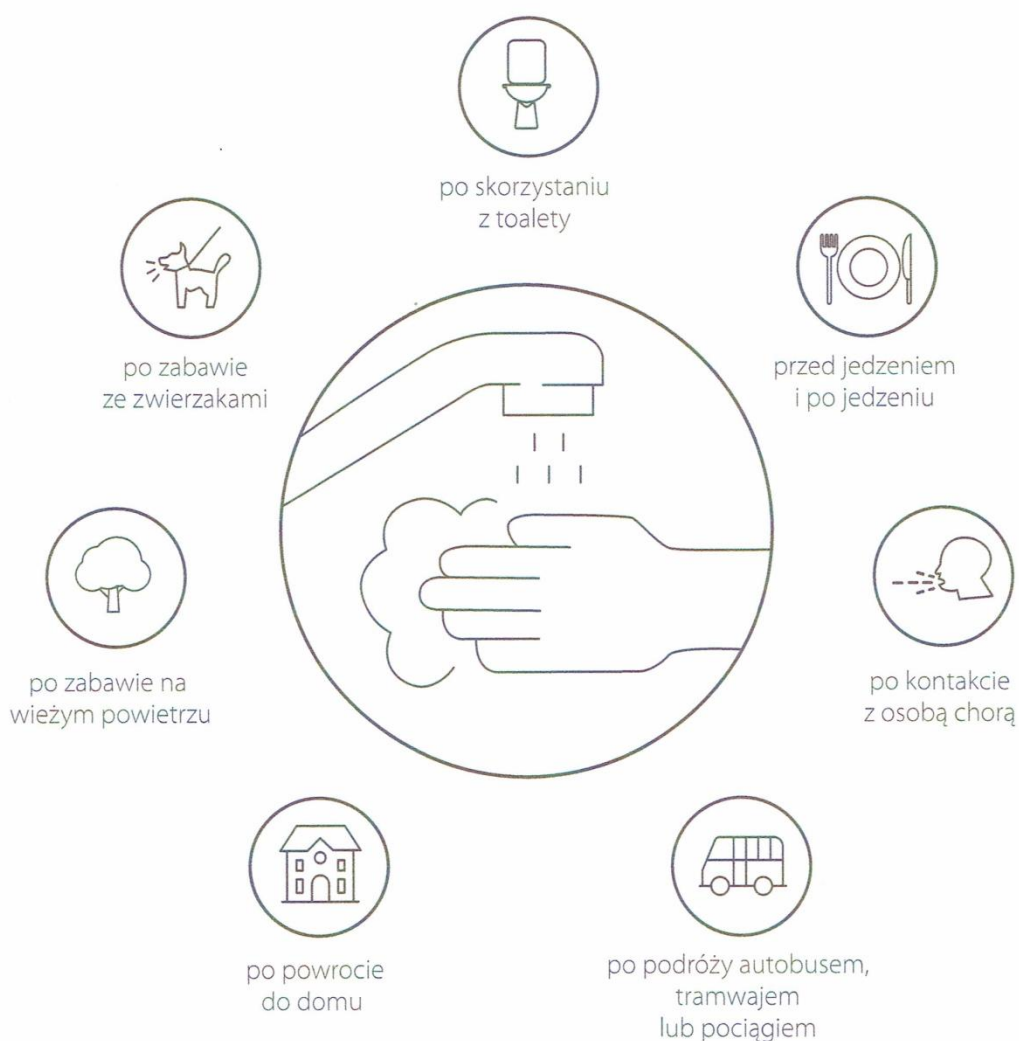 po skorzystaniu
z toalety
przed jedzeniem
i po jedzeniu
po kontakcie
z osobą chorą
po podróży autobusem,
tramwajem
lub pociągiem
po powrocie
do domu
po zabawie na
wieżym powietrzu
po zabawie
ze zwierzakami